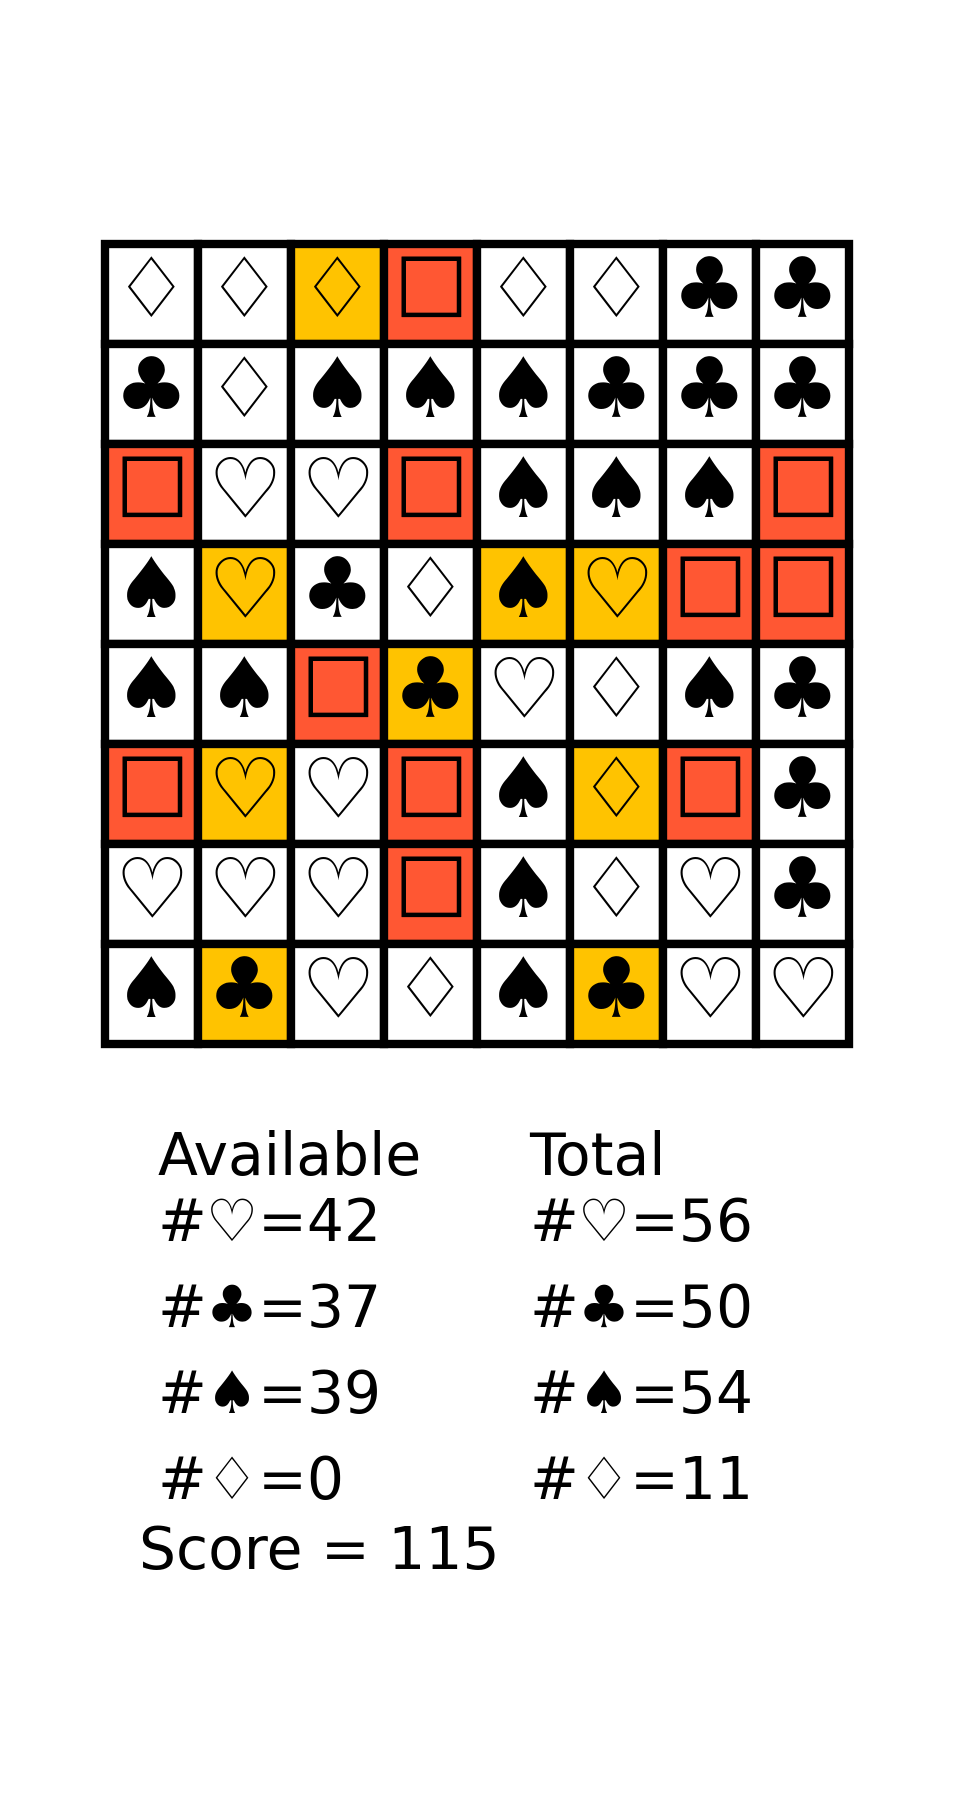 ♢ ♢ ♢ □ ♢ ♢ ♣ ♣
♣ ♢ ♠ ♠ ♠ ♣ ♣ ♣
□ ♡ ♡ □ ♠ ♠ ♠ □
♠ ♡ ♣ ♢ ♠ ♡ □ □
♠ ♠ □ ♣ ♡ ♢ ♠ ♣
□ ♡ ♡ □ ♠ ♢ □ ♣
♡ ♡ ♡ □ ♠ ♢ ♡ ♣
♠ ♣ ♡ ♢ ♠ ♣ ♡ ♡
Available Total
#♡=42 #♡=56
#♣=37 #♣=50
#♠=39 #♠=54
#♢=0 #♢=11
Score = 115